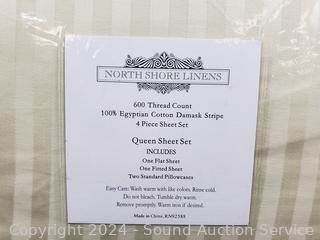 NORTH SHORE LINENS
600 Thread Count
100% Egyptian Cotton Damask Stripe
4 Piece Sheet Set
Queen Sheet Set
INCLUDES
One Flat Sheet
One Fitted Sheet
Two Standard Pillowcases
Easy Care: Wash warm with like colors. Rinse cold.
Do not bleach. Tumble dry warm.
Remove promptly. Warm iron if desired.
Made in China. RN92588
Copyright 2024 - Sound Auction Service